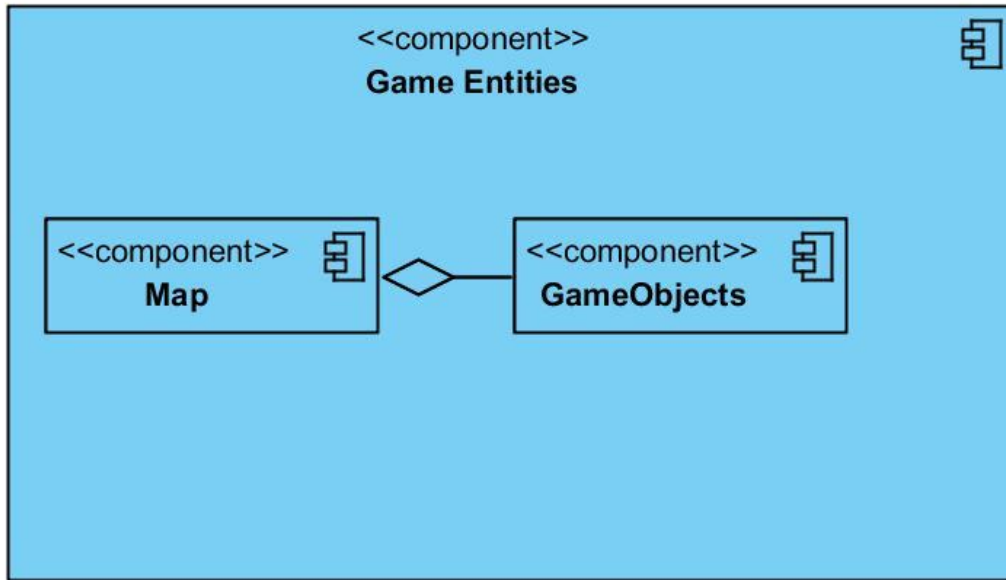 <<component>>
Game Entities
<<component>>
Map
<<component>>
GameObjects